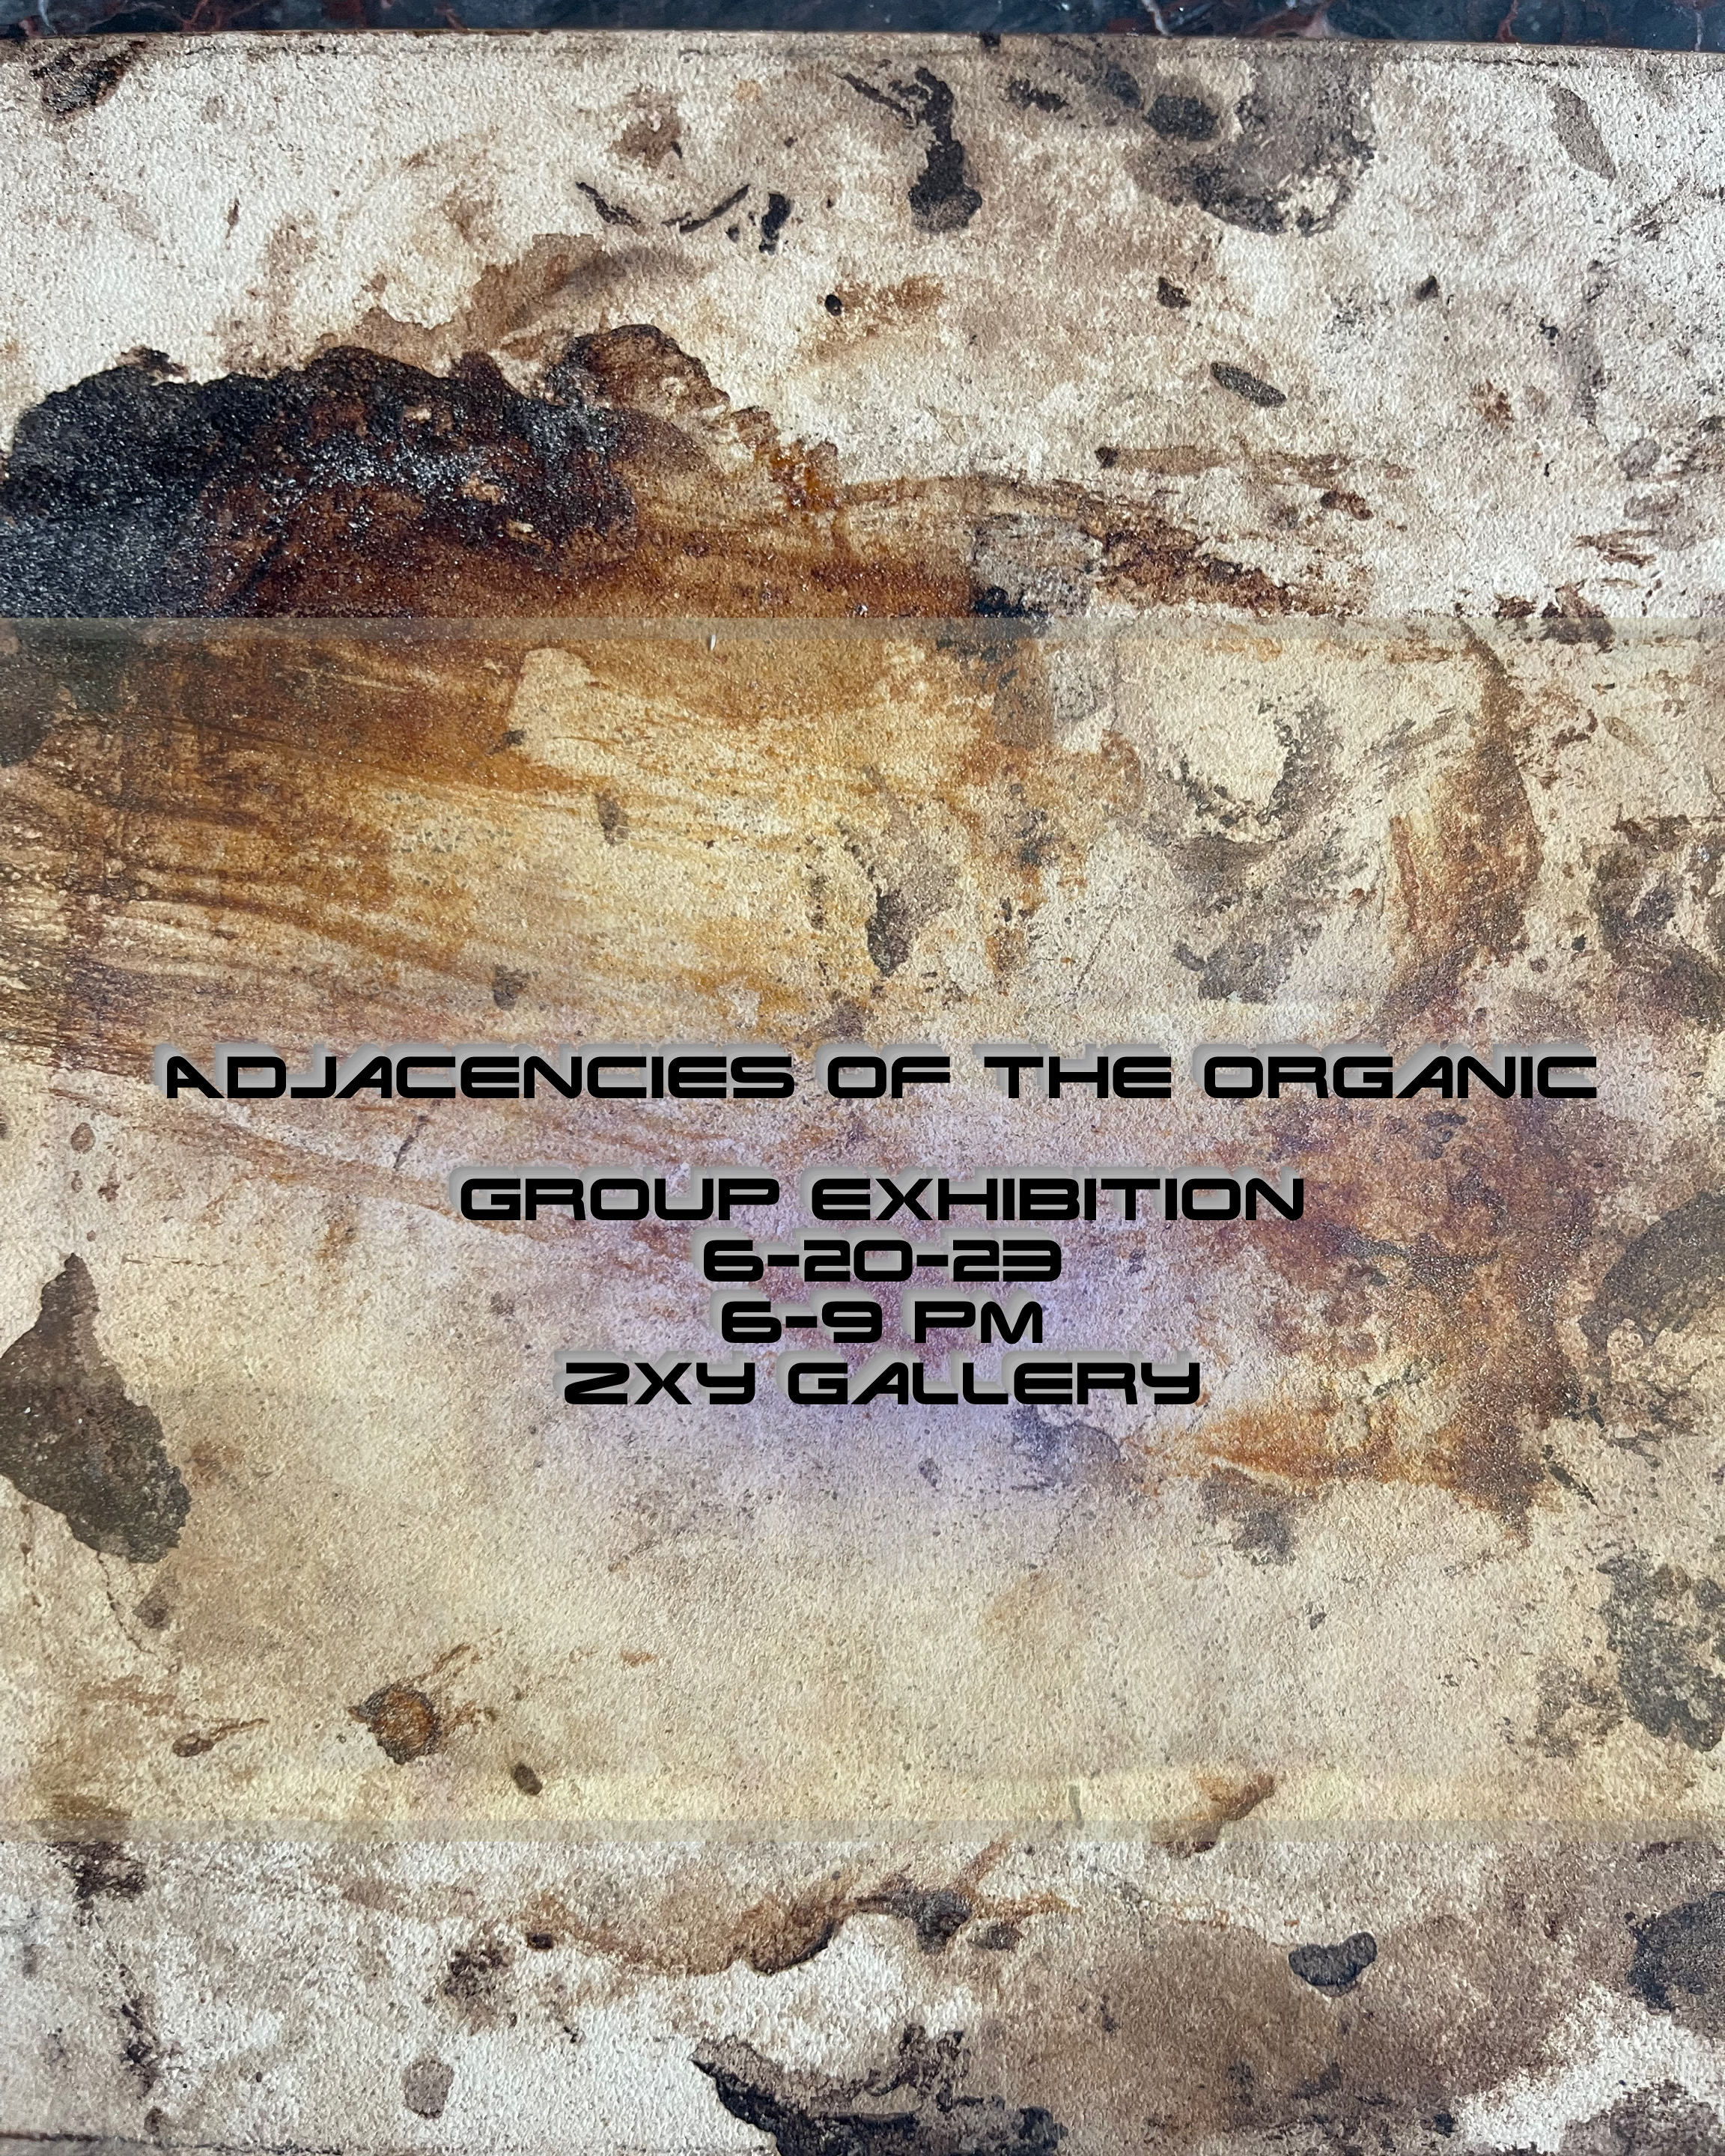 ADJACENCIES OF THE ORGANIC
GROUP EXHIBITION
6-20-23
6-9 PM
ZXY GALLERY